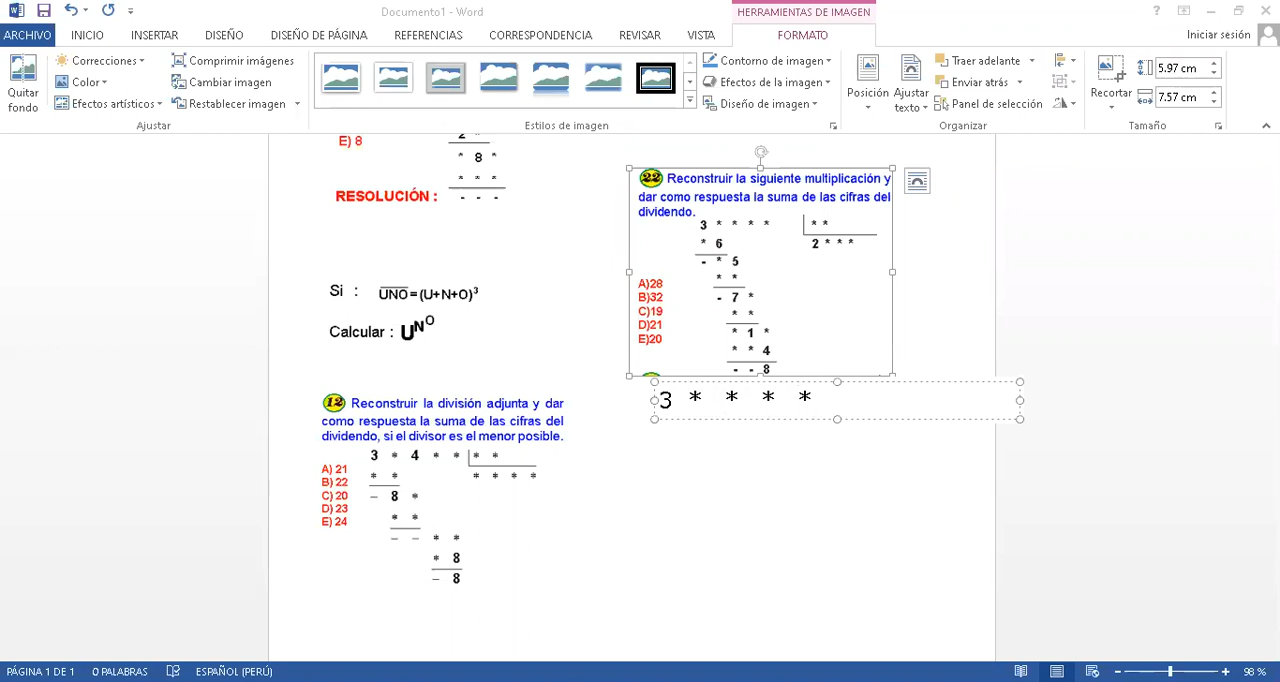 Documento1 - Word
HERRAMIENTAS DE IMAGEN
ARCHIVO INICIO INSERTAR DISEÑO DISEÑO DE PÁGINA REFERENCIAS CORRESPONDENCIA REVISAR VISTA FORMATO Iniciar sesión
Quitar fondo
Correcciones
Color
Efectos artísticos
Comprimir imágenes
Cambiar imagen
Restablecer imagen
Contorno de imagen
Efectos de la imagen
Diseño de imagen
Posición
Ajustar texto
Traer adelante
Enviar atrás
Panel de selección
Recortar
5.97 cm
7.57 cm
Ajustar Estilos de imagen Organizar Tamaño
E) 8
* 8 *
* * *
RESOLUCIÓN :
- - -
Si : UNO = (U+N+O)³
Calcular : U^N^O
12 Reconstruir la división adjunta y dar
como respuesta la suma de las cifras del
dividendo, si el divisor es el menor posible.
3 * 4 * * * *
A) 21 * * * * * *
B) 22
C) 20 – 8 *
D) 23 * *
E) 24
– – * *
* 8
– 8
22 Reconstruir la siguiente multiplicación y
dar como respuesta la suma de las cifras del
dividendo.
3 * * * * * *
* 6 2 * * *
- * 5
* *
A)28
B)32 - 7 *
C)19 * *
D)21 * 1 *
E)20
* * 4
- - 8
3 * * * *
PÁGINA 1 DE 1 0 PALABRAS ESPAÑOL (PERÚ) 98 %